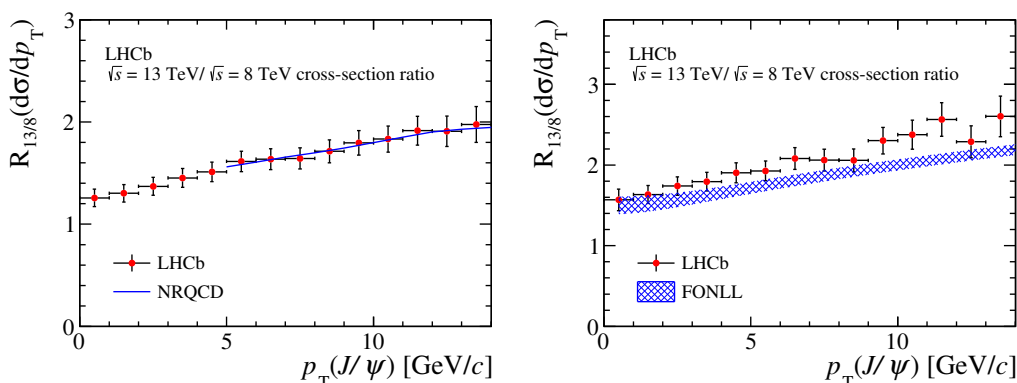 R13/8(dσ/dpT)
3
2
1
0
LHCb
√s = 13 TeV/ √s = 8 TeV cross-section ratio
LHCb
NRQCD
0 5 10
pT(J/ψ) [GeV/c]
R13/8(dσ/dpT)
3
2
1
0
LHCb
√s = 13 TeV/ √s = 8 TeV cross-section ratio
LHCb
FONLL
0 5 10
pT(J/ψ) [GeV/c]